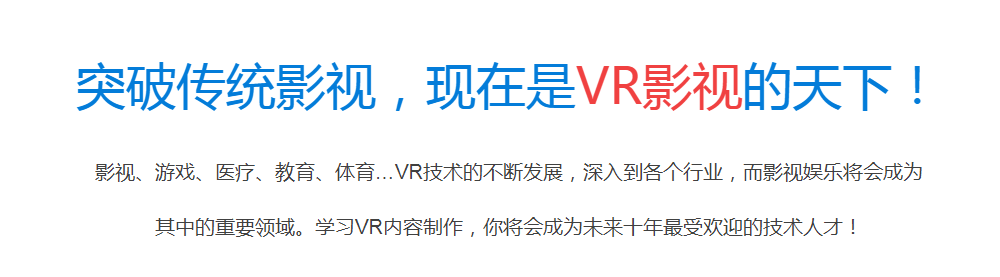 突破传统影视，现在是VR影视的天下！
影视、游戏、医疗、教育、体育...VR技术的不断发展，深入到各个行业，而影视娱乐将会成为
其中的重要领域。学习VR内容制作，你将会成为未来十年最受欢迎的技术人才！